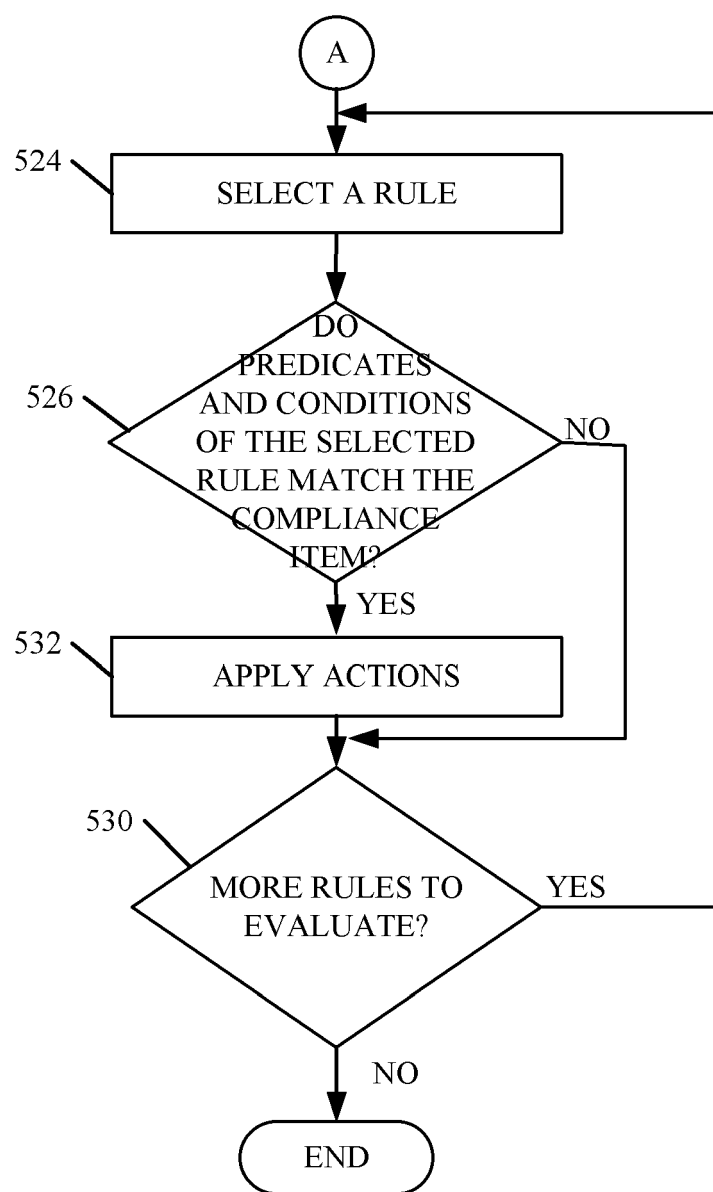 A
524
SELECT A RULE
DO
PREDICATES
526
AND CONDITIONS
OF THE SELECTED
NO
RULE MATCH THE
COMPLIANCE
ITEM?
YES
532
APPLY ACTIONS
530
MORE RULES TO
EVALUATE?
YES
NO
END